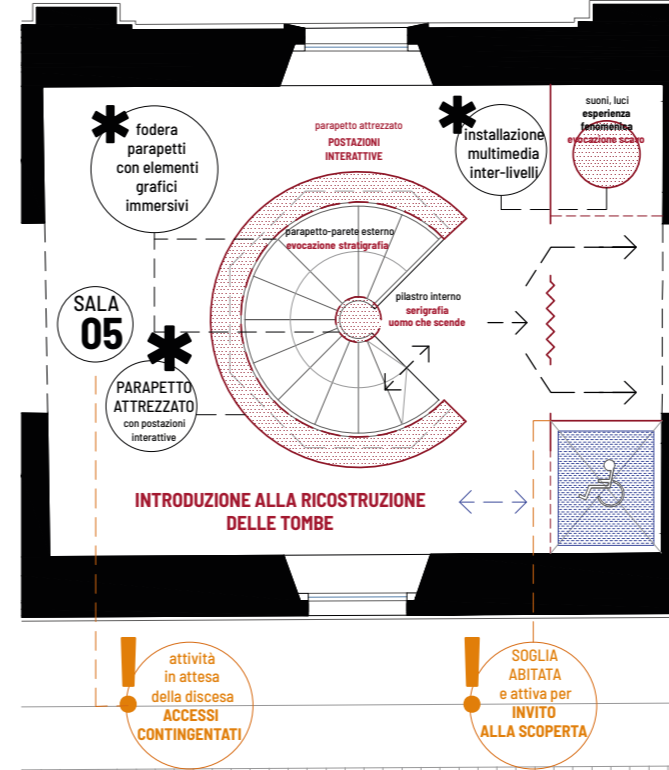 fodera
parapetti
con elementi
grafici
immersivi
parapetto attrezzato
POSTAZIONI
INTERATTIVE
installazione
multimedia
inter-livelli
suoni, luci
esperienza
fenomenica
evocazione scavo
parapetto-parete esterno
evocazione stratigrafia
pilastro interno
serigrafia
uomo che scende
SALA
05
PARAPETTO
ATTREZZATO
con postazioni
interattive
INTRODUZIONE ALLA RICOSTRUZIONE
DELLE TOMBE
attività
in attesa
della discesa
ACCESSI
CONTINGENTATI
SOGLIA
ABITATA
e attiva per
INVITO
ALLA SCOPERTA